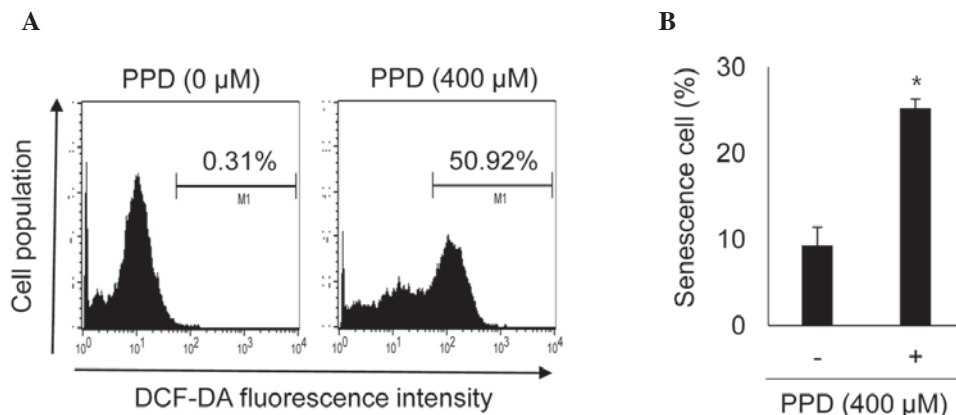 A
B
PPD (0 µM)
PPD (400 µM)
0.31%
50.92%
M1
M1
Cell population
10⁰ 10¹ 10² 10³ 10⁴
10⁰ 10¹ 10² 10³ 10⁴
DCF-DA fluorescence intensity
Senescence cell (%)
30
20
10
0
*
- +
PPD (400 µM)